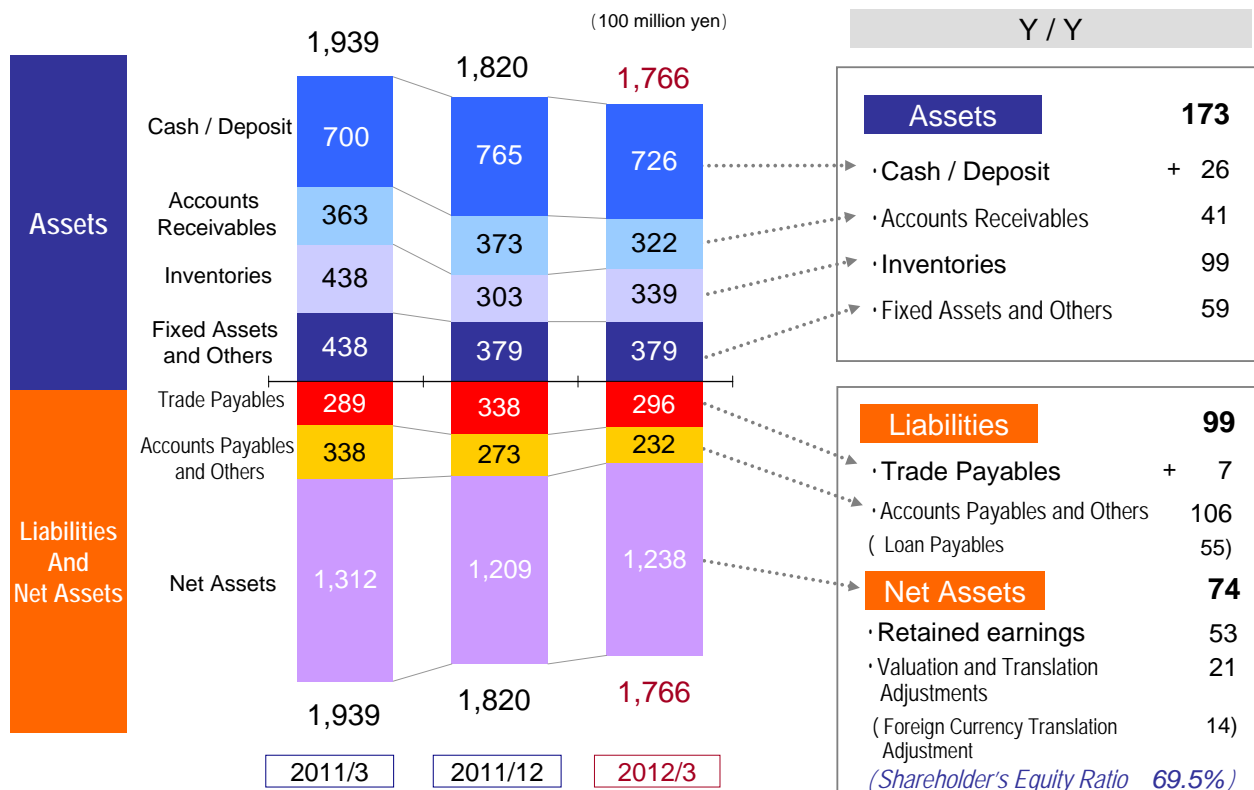 (100 million yen)
Y / Y
1,939
1,820
1,766
Assets
Cash / Deposit
700
765
726
Accounts
Receivables
363
373
322
Inventories
438
303
339
Fixed Assets
and Others
438
379
379
Liabilities
And
Net Assets
Trade Payables
289
338
296
Accounts Payables
and Others
338
273
232
Net Assets
1,312
1,209
1,238
1,939
1,820
1,766
2011/3
2011/12
2012/3
Assets 173
・Cash / Deposit + 26
・Accounts Receivables 41
・Inventories 99
・Fixed Assets and Others 59
Liabilities 99
・Trade Payables + 7
・Accounts Payables and Others 106
( Loan Payables 55)
Net Assets 74
・Retained earnings 53
・Valuation and Translation 21
Adjustments
( Foreign Currency Translation 14)
Adjustment
(Shareholder's Equity Ratio 69.5%)